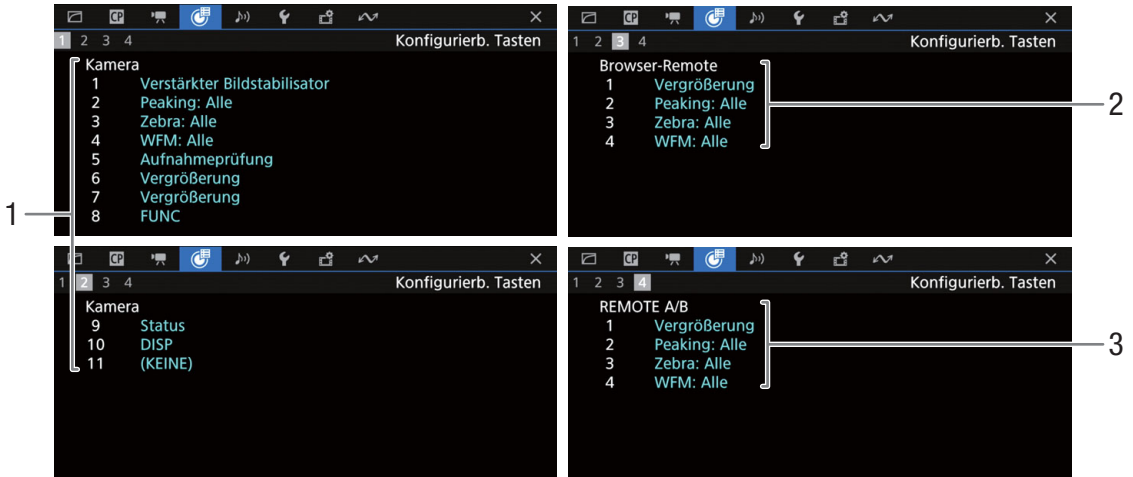 CP
1 2 3 4 Konfigurierb. Tasten
Kamera
1 Verstärkter Bildstabilisator
2 Peaking: Alle
3 Zebra: Alle
4 WFM: Alle
5 Aufnahmeprüfung
6 Vergrößerung
7 Vergrößerung
8 FUNC
CP
1 2 3 4 Konfigurierb. Tasten
Browser-Remote
1 Vergrößerung
2 Peaking: Alle
3 Zebra: Alle
4 WFM: Alle
2
1
CP
1 2 3 4 Konfigurierb. Tasten
Kamera
9 Status
10 DISP
11 (KEINE)
CP
1 2 3 4 Konfigurierb. Tasten
REMOTE A/B
1 Vergrößerung
2 Peaking: Alle
3 Zebra: Alle
4 WFM: Alle
3